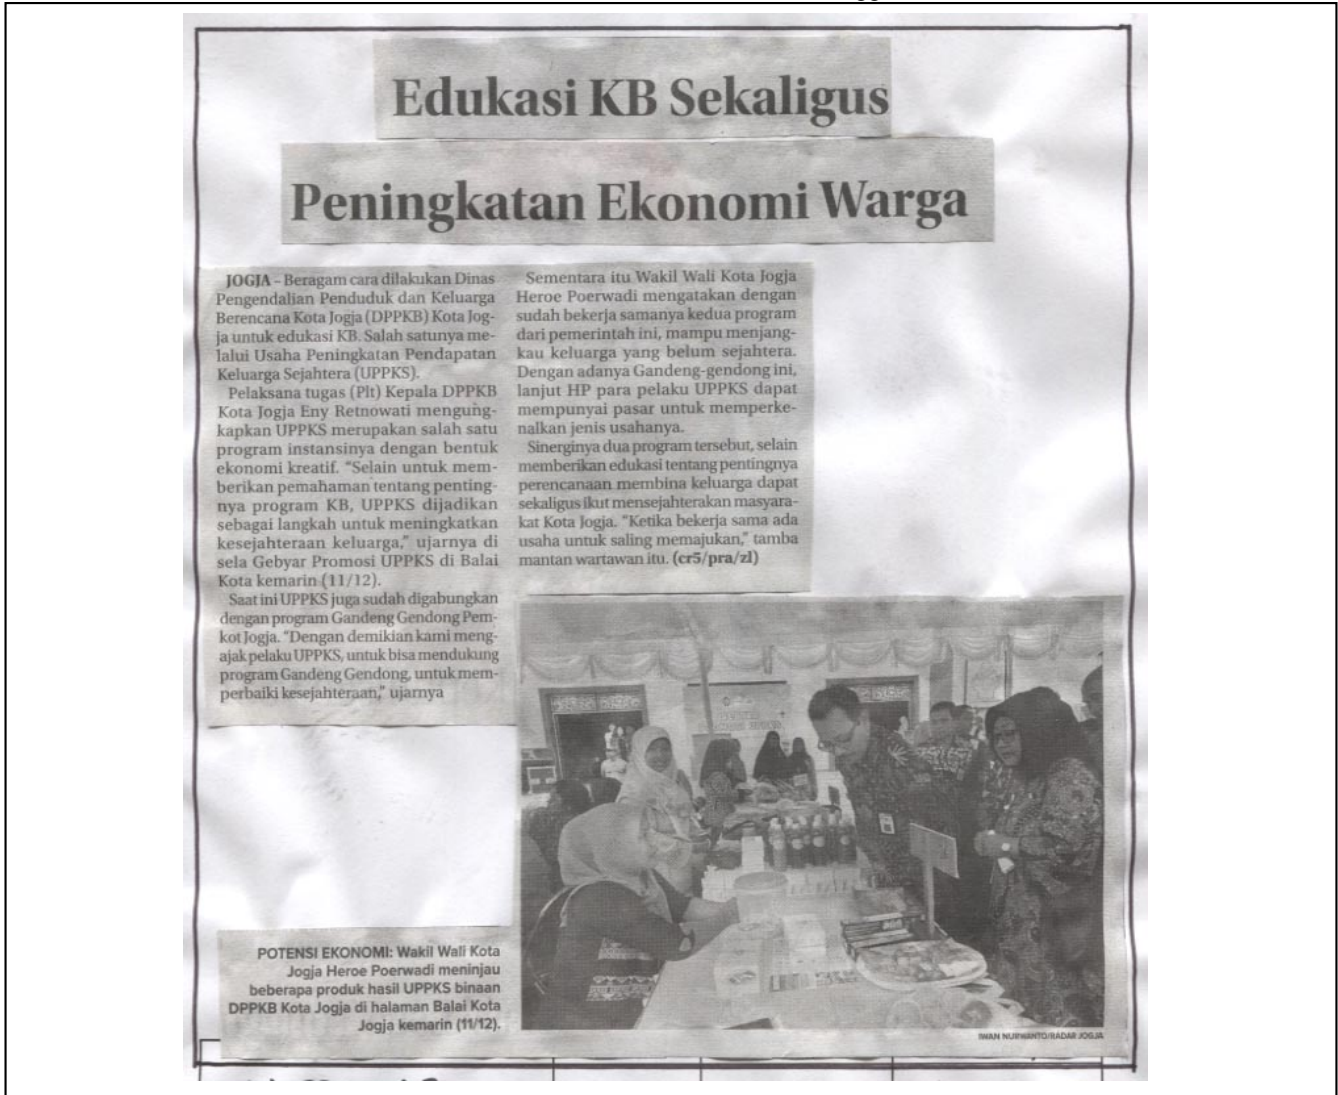 Edukasi KB Sekaligus
Peningkatan Ekonomi Warga
JOGJA – Beragam cara dilakukan Dinas
Pengendalian Penduduk dan Keluarga
Berencana Kota Jogja (DPPKB) Kota Jog-
ja untuk edukasi KB. Salah satunya me-
lalui Usaha Peningkatan Pendapatan
Keluarga Sejahtera (UPPKS).
Pelaksana tugas (Plt) Kepala DPPKB
Kota Jogja Eny Retnowati mengung-
kapkan UPPKS merupakan salah satu
program instansinya dengan bentuk
ekonomi kreatif. “Selain untuk mem-
berikan pemahaman tentang penting-
nya program KB, UPPKS dijadikan
sebagai langkah untuk meningkatkan
kesejahteraan keluarga,” ujarnya di
sela Gebyar Promosi UPPKS di Balai
Kota kemarin (11/12).
Saat ini UPPKS juga sudah digabungkan
dengan program Gandeng Gendong Pem-
kot Jogja. “Dengan demikian kami meng-
ajak pelaku UPPKS, untuk bisa mendukung
program Gandeng Gendong, untuk mem-
perbaiki kesejahteraan,” ujarnya
Sementara itu Wakil Wali Kota Jogja
Heroe Poerwadi mengatakan dengan
sudah bekerja samanya kedua program
dari pemerintah ini, mampu menjang-
kau keluarga yang belum sejahtera.
Dengan adanya Gandeng-gendong ini,
lanjut HP para pelaku UPPKS dapat
mempunyai pasar untuk memperke-
nalkan jenis usahanya.
Sinerginya dua program tersebut, selain
memberikan edukasi tentang pentingnya
perencanaan membina keluarga dapat
sekaligus ikut mensejahterakan masyara-
kat Kota Jogja. “Ketika bekerja sama ada
usaha untuk saling memajukan,” tamba
mantan wartawan itu. (cr5/pra/zl)
POTENSI EKONOMI: Wakil Wali Kota
Jogja Heroe Poerwadi meninjau
beberapa produk hasil UPPKS binaan
DPPKB Kota Jogja di halaman Balai Kota
Jogja kemarin (11/12).
IWAN NURWANTO/RADAR JOGJA